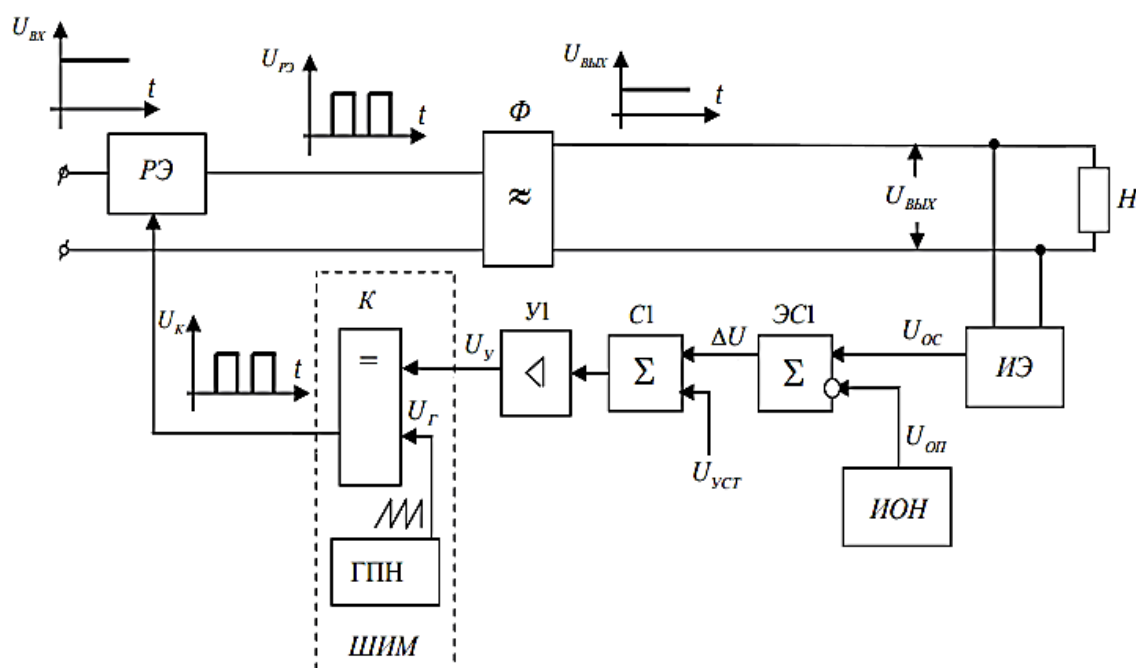 U_ВХ
t
U_РЭ
t
U_ВЫХ
t
Ф
РЭ
≈
U_ВЫХ
Н
К
U_К
t
=
U_У
У1
С1
Σ
ΔU
ЭС1
Σ
U_ОС
ИЭ
U_Г
U_УСТ
U_ОП
ИОН
ГПН
ШИМ